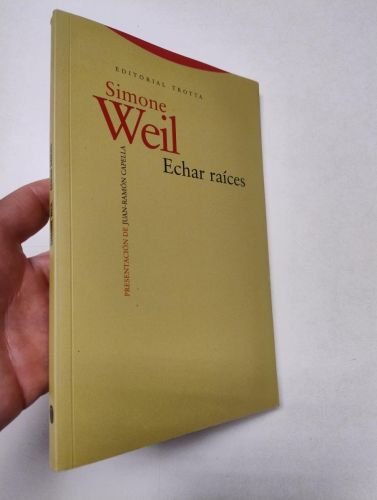 EDITORIAL TROTTA
Simone
Weil
Echar raíces
PRESENTACIÓN DE JUAN-RAMÓN CAPELLA